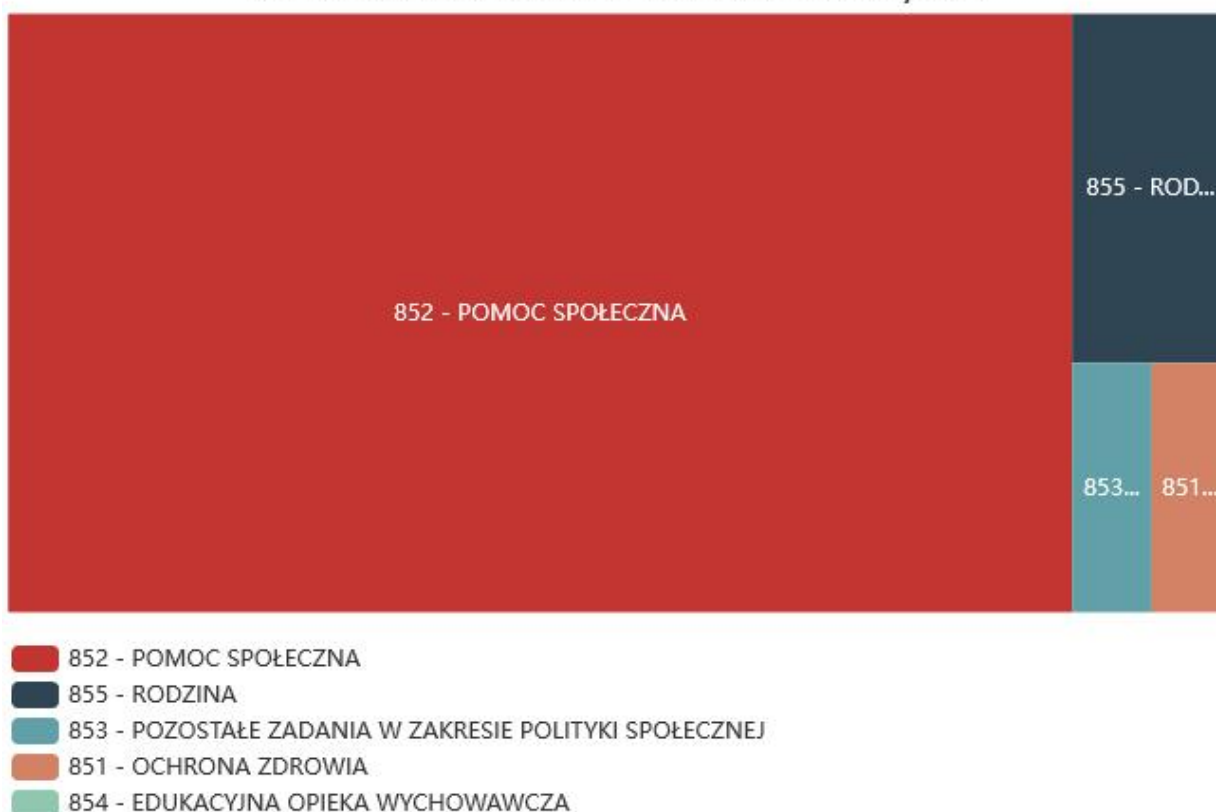 855 - ROD...
852 - POMOC SPOŁECZNA
853... 851...
852 - POMOC SPOŁECZNA
855 - RODZINA
853 - POZOSTAŁE ZADANIA W ZAKRESIE POLITYKI SPOŁECZNEJ
851 - OCHRONA ZDROWIA
854 - EDUKACYJNA OPIEKA WYCHOWAWCZA